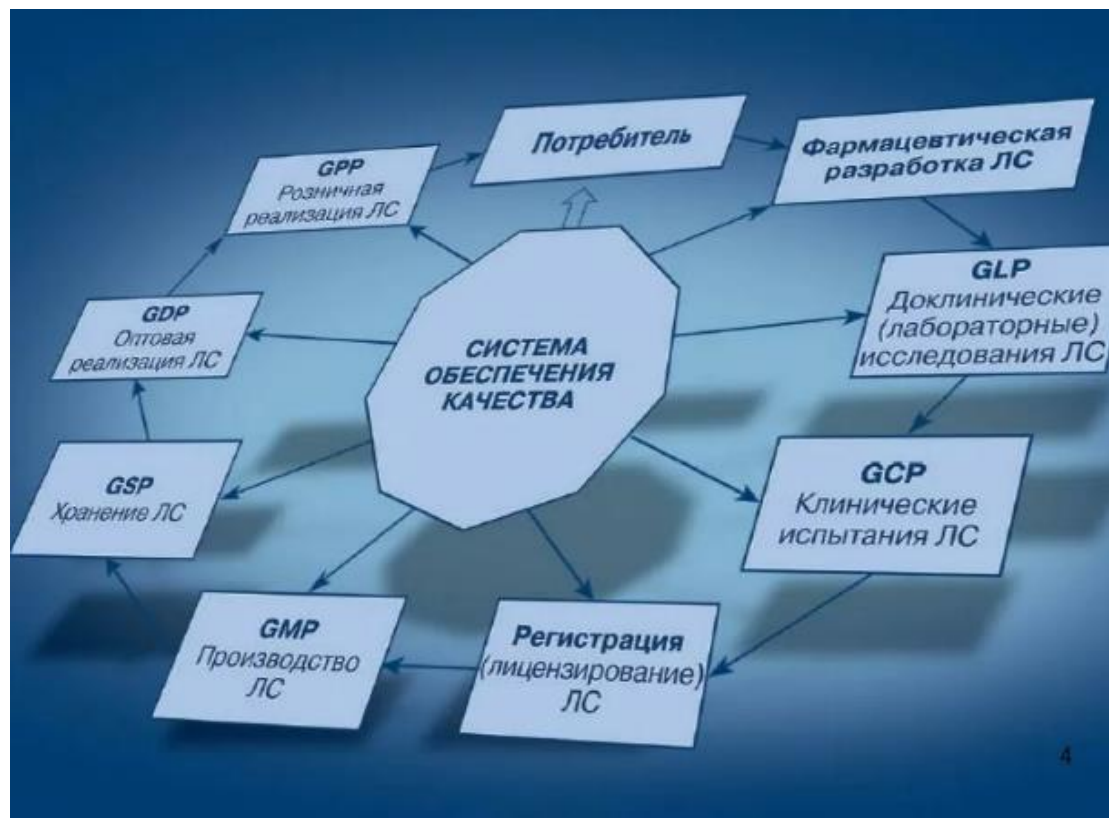 Потребитель
Фармацевтическая
разработка ЛС
GPP
Розничная
реализация ЛС
GLP
Доклинические
(лабораторные)
исследования ЛС
GDP
Оптовая
реализация ЛС
СИСТЕМА
ОБЕСПЕЧЕНИЯ
КАЧЕСТВА
GSP
Хранение ЛС
GCP
Клинические
испытания ЛС
GMP
Производство
ЛС
Регистрация
(лицензирование)
ЛС
4